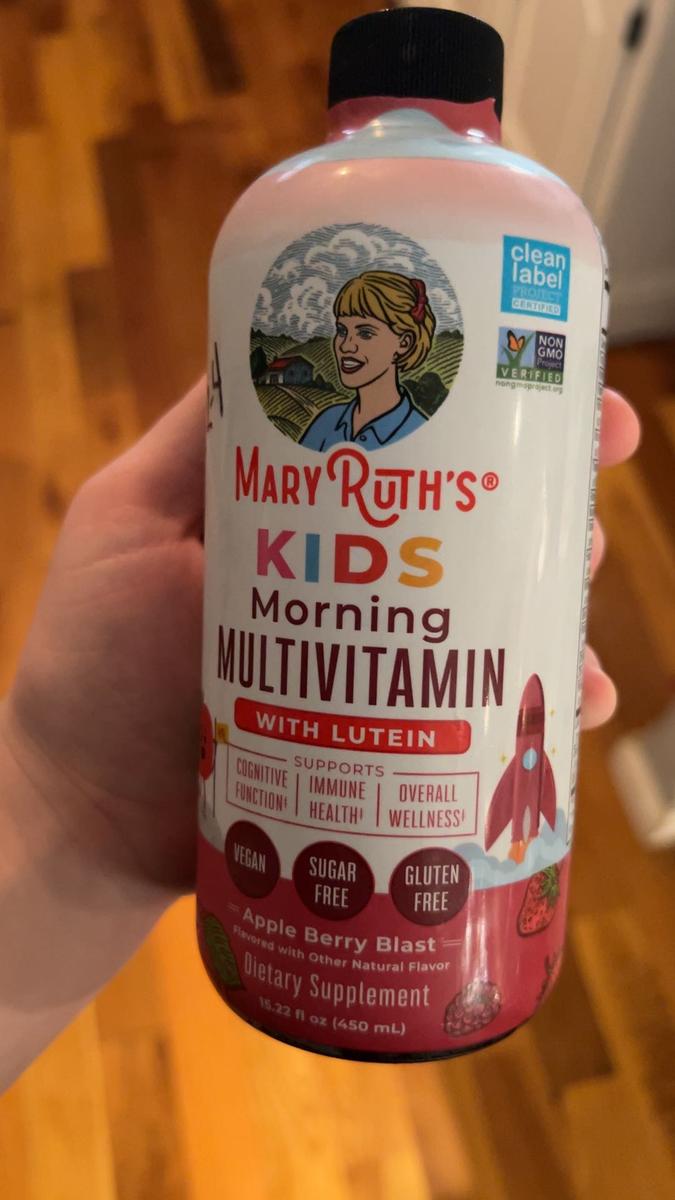 clean
label
PROJECT
CERTIFIED
NON
GMO
Project
VERIFIED
nongmoproject.org
MARY RUTH'S®
KIDS
Morning
MULTIVITAMIN
WITH LUTEIN
SUPPORTS
COGNITIVE
FUNCTION‡
IMMUNE
HEALTH‡
OVERALL
WELLNESS‡
VEGAN
SUGAR
FREE
GLUTEN
FREE
Apple Berry Blast
Flavored with Other Natural Flavor
Dietary Supplement
15.22 fl oz (450 mL)